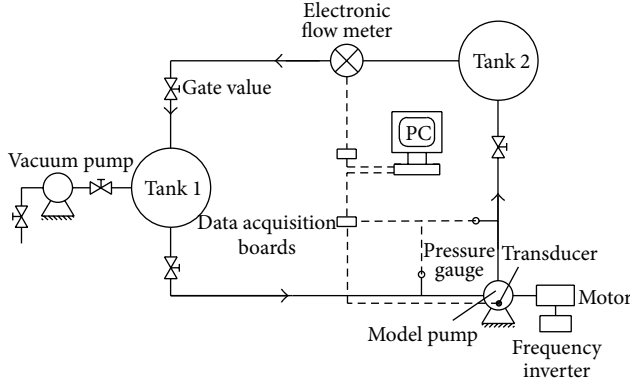 Electronic
flow meter
Tank 2
Gate value
PC
Vacuum pump
Tank 1
Data acquisition
boards
Pressure
gauge
Transducer
Motor
Model pump
Frequency
inverter